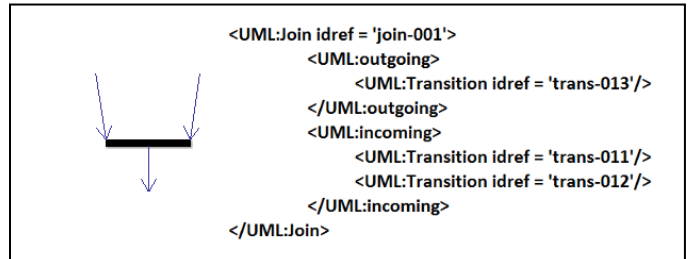 <UML:Join idref = 'join-001'>
<UML:outgoing>
<UML:Transition idref = 'trans-013'/>
</UML:outgoing>
<UML:incoming>
<UML:Transition idref = 'trans-011'/>
<UML:Transition idref = 'trans-012'/>
</UML:incoming>
</UML:Join>